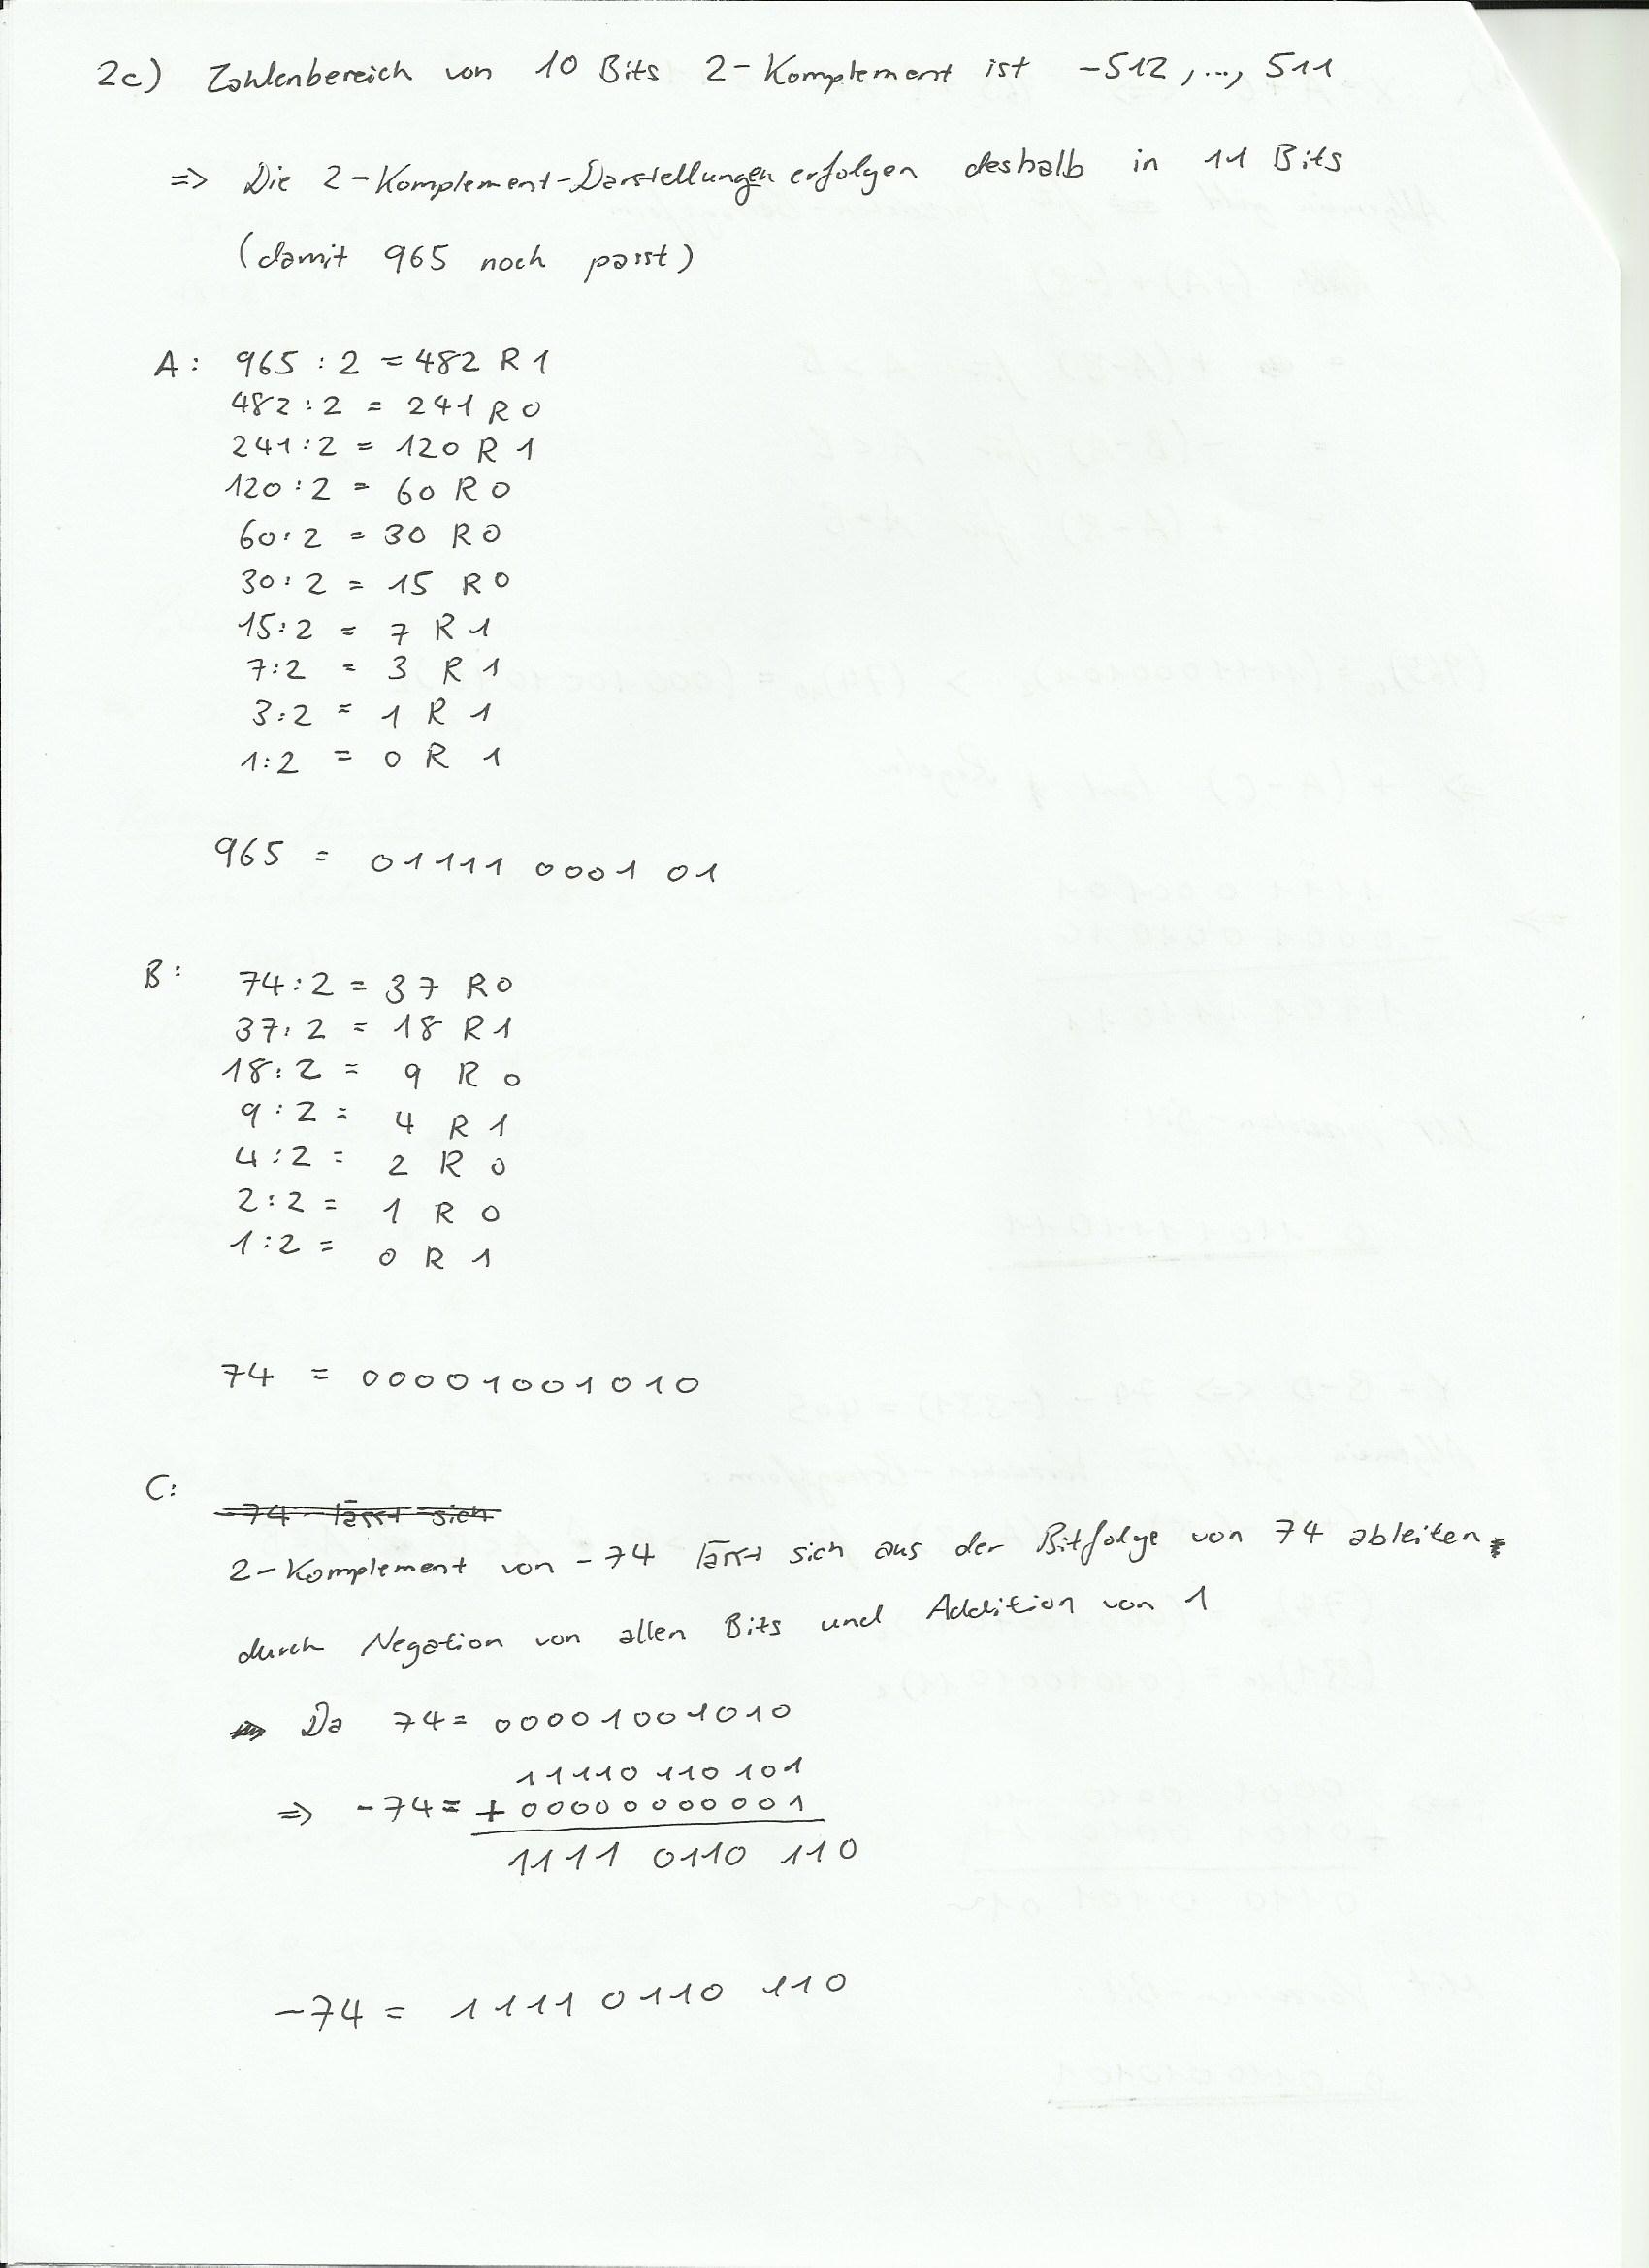 2c) Zahlenbereich von 10 Bits 2-Komplement ist -512,..., 511
=> Die 2-Komplement-Darstellungen erfolgen deshalb in 11 Bits
(damit 965 noch passt)
A: 965 : 2 = 482 R 1
482 : 2 = 241 R 0
241 : 2 = 120 R 1
120 : 2 = 60 R 0
60 : 2 = 30 R 0
30 : 2 = 15 R 0
15 : 2 = 7 R 1
7 : 2 = 3 R 1
3 : 2 = 1 R 1
1 : 2 = 0 R 1
965 = 01111 0001 01
B: 74 : 2 = 37 R 0
37 : 2 = 18 R 1
18 : 2 = 9 R 0
9 : 2 = 4 R 1
4 : 2 = 2 R 0
2 : 2 = 1 R 0
1 : 2 = 0 R 1
74 = 00001001010
C: -74 lässt sich
2-Komplement von -74 lässt sich aus der Bitfolge von 74 ableiten
durch Negation von allen Bits und Addition von 1
Da 74 = 00001001010
11110 110 101
=> -74 = + 00000000001
1111 0110 110
-74 = 1111 0110 110